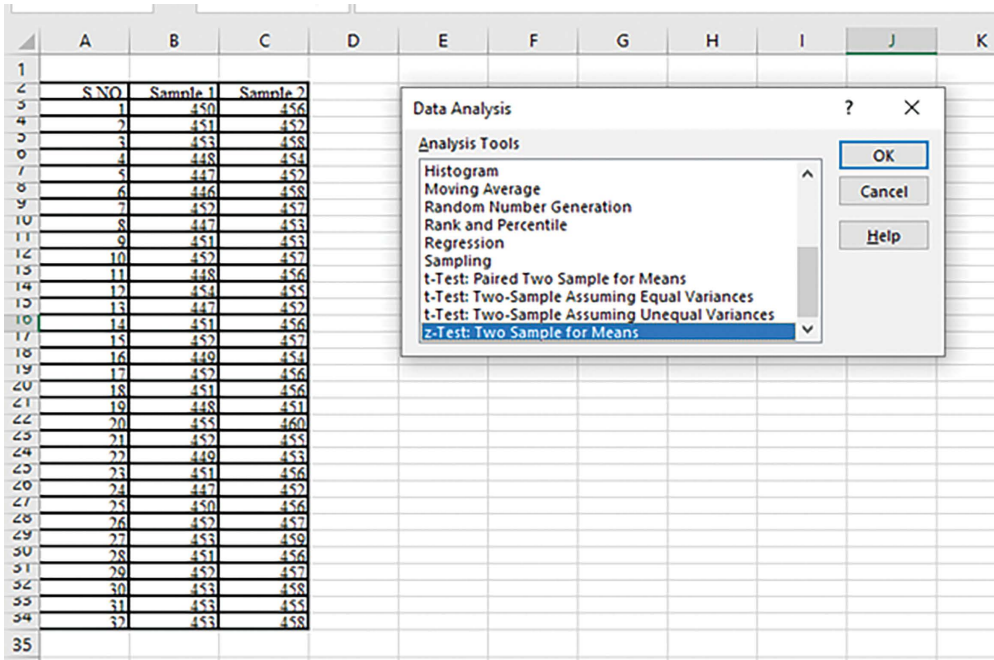 A B C D E F G H I J K
1
2 S NO Sample 1 Sample 2
3 1 450 456
4 2 451 452
5 3 453 458
6 4 448 454
7 5 447 452
8 6 446 458
9 7 452 457
10 8 447 453
11 9 451 453
12 10 452 457
13 11 448 456
14 12 454 455
15 13 447 452
16 14 451 456
17 15 452 457
18 16 449 454
19 17 452 456
20 18 451 456
21 19 448 451
22 20 455 460
23 21 452 455
24 22 449 453
25 23 451 456
26 24 447 452
27 25 450 456
28 26 452 457
29 27 453 459
30 28 451 456
31 29 452 457
32 30 453 458
33 31 453 455
34 32 453 458
35
Data Analysis ? X
Analysis Tools
Histogram
Moving Average
Random Number Generation
Rank and Percentile
Regression
Sampling
t-Test: Paired Two Sample for Means
t-Test: Two-Sample Assuming Equal Variances
t-Test: Two-Sample Assuming Unequal Variances
z-Test: Two Sample for Means
OK
Cancel
Help